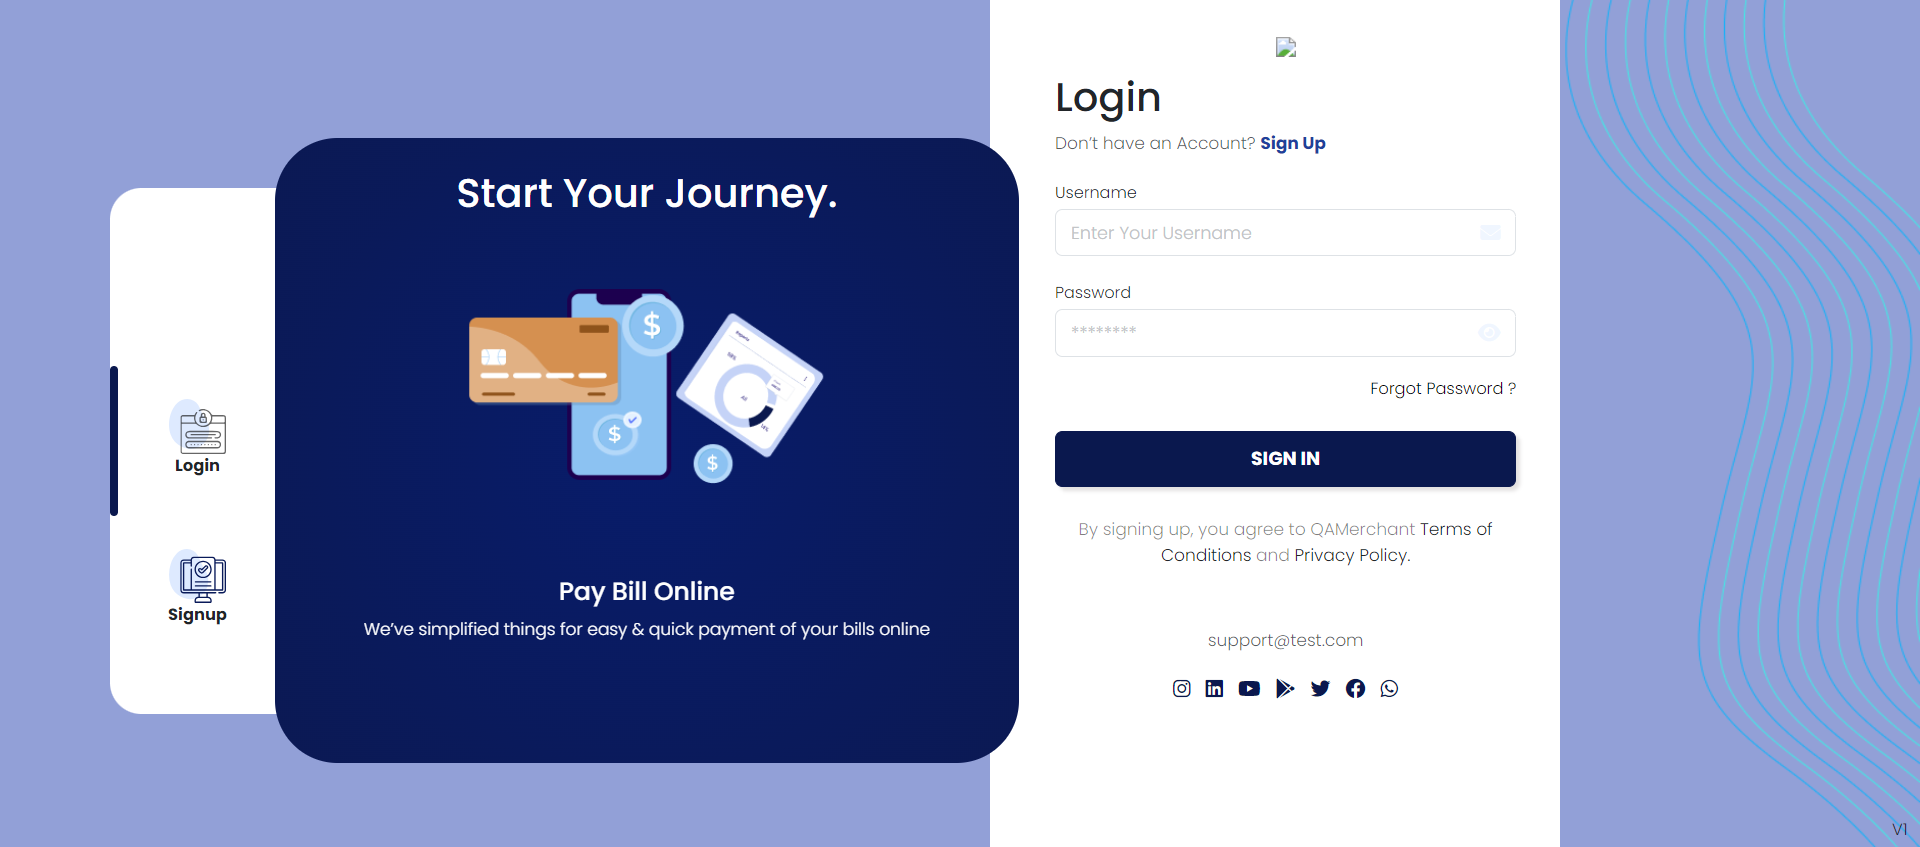 Login
Signup
Start Your Journey.
$
$
$
Pay Bill Online
We’ve simplified things for easy & quick payment of your bills online
Login
Don’t have an Account? Sign Up
Username
Enter Your Username
Password
********
Forgot Password ?
SIGN IN
By signing up, you agree to QAMerchant Terms of
Conditions and Privacy Policy.
support@test.com
V1